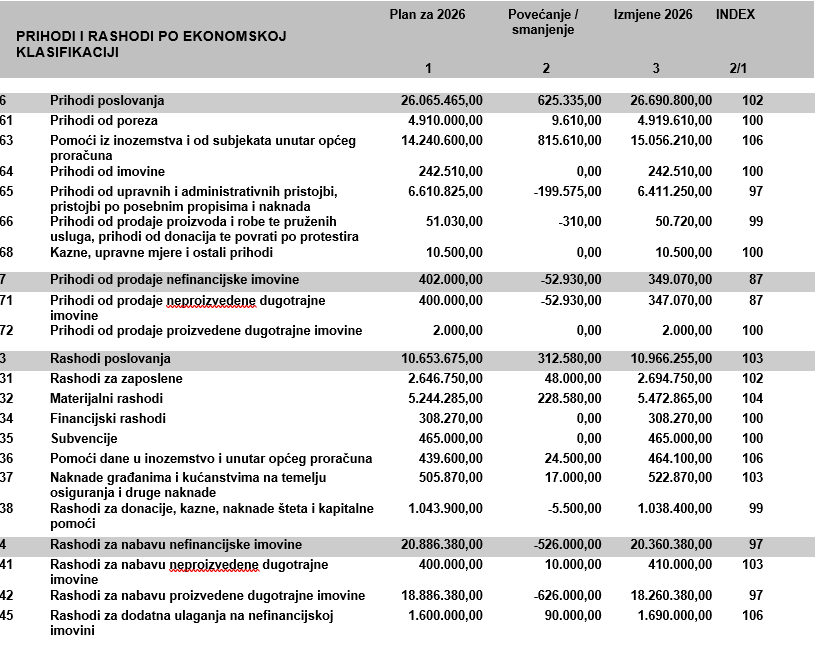 Plan za 2026 Povećanje / Izmjene 2026 INDEX
smanjenje
PRIHODI I RASHODI PO EKONOMSKOJ
KLASIFIKACIJI
1 2 3 2/1
6 Prihodi poslovanja 26.065.465,00 625.335,00 26.690.800,00 102
61 Prihodi od poreza 4.910.000,00 9.610,00 4.919.610,00 100
63 Pomoći iz inozemstva i od subjekata unutar općeg 14.240.600,00 815.610,00 15.056.210,00 106
proračuna
64 Prihodi od imovine 242.510,00 0,00 242.510,00 100
65 Prihodi od upravnih i administrativnih pristojbi, 6.610.825,00 -199.575,00 6.411.250,00 97
pristojbi po posebnim propisima i naknada
66 Prihodi od prodaje proizvoda i robe te pruženih 51.030,00 -310,00 50.720,00 99
usluga, prihodi od donacija te povrati po protestira
68 Kazne, upravne mjere i ostali prihodi 10.500,00 0,00 10.500,00 100
7 Prihodi od prodaje nefinancijske imovine 402.000,00 -52.930,00 349.070,00 87
71 Prihodi od prodaje neproizvedene dugotrajne 400.000,00 -52.930,00 347.070,00 87
imovine
72 Prihodi od prodaje proizvedene dugotrajne imovine 2.000,00 0,00 2.000,00 100
3 Rashodi poslovanja 10.653.675,00 312.580,00 10.966.255,00 103
31 Rashodi za zaposlene 2.646.750,00 48.000,00 2.694.750,00 102
32 Materijalni rashodi 5.244.285,00 228.580,00 5.472.865,00 104
34 Financijski rashodi 308.270,00 0,00 308.270,00 100
35 Subvencije 465.000,00 0,00 465.000,00 100
36 Pomoći dane u inozemstvo i unutar općeg proračuna 439.600,00 24.500,00 464.100,00 106
37 Naknade građanima i kućanstvima na temelju 505.870,00 17.000,00 522.870,00 103
osiguranja i druge naknade
38 Rashodi za donacije, kazne, naknade šteta i kapitalne 1.043.900,00 -5.500,00 1.038.400,00 99
pomoći
4 Rashodi za nabavu nefinancijske imovine 20.886.380,00 -526.000,00 20.360.380,00 97
41 Rashodi za nabavu neproizvedene dugotrajne 400.000,00 10.000,00 410.000,00 103
imovine
42 Rashodi za nabavu proizvedene dugotrajne imovine 18.886.380,00 -626.000,00 18.260.380,00 97
45 Rashodi za dodatna ulaganja na nefinancijskoj 1.600.000,00 90.000,00 1.690.000,00 106
imovini